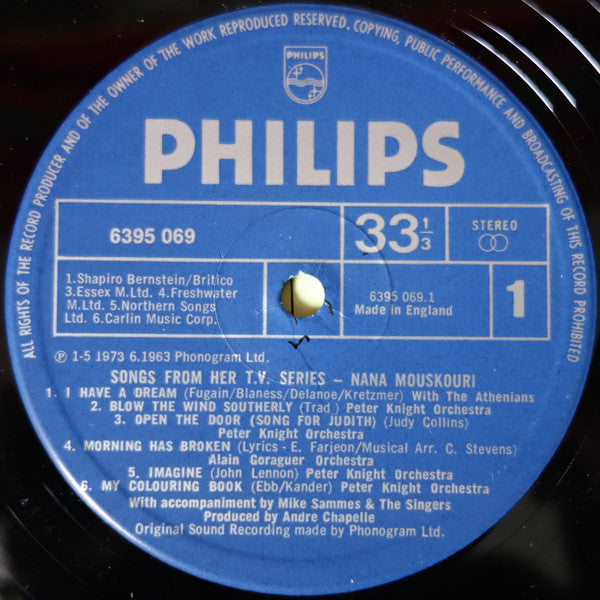 ALL RIGHTS OF THE RECORD PRODUCER AND OF THE OWNER OF THE WORK REPRODUCED RESERVED. COPYING, PUBLIC PERFORMANCE AND BROADCASTING OF THIS RECORD PROHIBITED
PHILIPS
PHILIPS
6395 069
33 1/3
STEREO
1.Shapiro Bernstein/Britico
3.Essex M.Ltd. 4.Freshwater
M.Ltd. 5.Northern Songs
Ltd. 6.Carlin Music Corp.
6395 069.1
Made in England
1
Ⓟ 1-5 1973 6.1963 Phonogram Ltd.
SONGS FROM HER T.V. SERIES – NANA MOUSKOURI
1. I HAVE A DREAM (Fugain/Blaness/Delanoe/Kretzmer) With The Athenians
2. BLOW THE WIND SOUTHERLY (Trad.) Peter Knight Orchestra
3. OPEN THE DOOR (SONG FOR JUDITH) (Judy Collins)
Peter Knight Orchestra
4. MORNING HAS BROKEN (Lyrics - E. Farjeon/Musical Arr. C. Stevens)
Alain Goraguer Orchestra
5. IMAGINE (John Lennon) Peter Knight Orchestra
6. MY COLOURING BOOK (Ebb/Kander) Peter Knight Orchestra
With accompaniment by Mike Sammes & The Singers
Produced by Andre Chapelle
Original Sound Recording made by Phonogram Ltd.